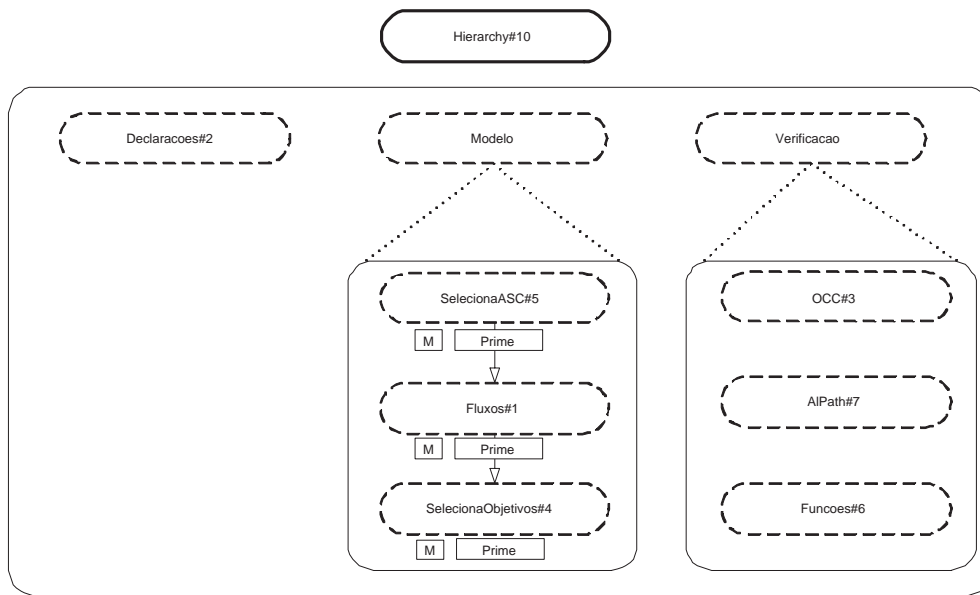 Hierarchy#10
Declaracoes#2
Modelo
Verificacao
SelecionaASC#5
M
Prime
Fluxos#1
M
Prime
SelecionaObjetivos#4
M
Prime
OCC#3
AlPath#7
Funcoes#6